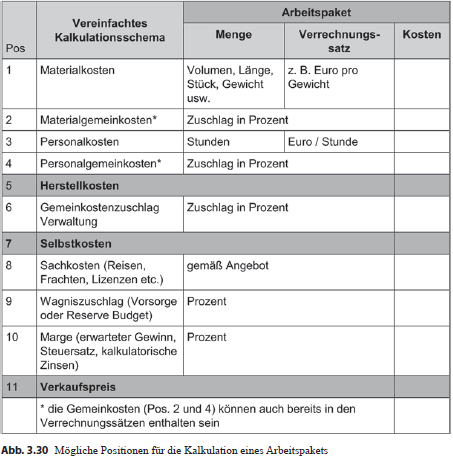 Pos
Vereinfachtes
Kalkulationsschema
Arbeitspaket
Menge
Verrechnungs-
satz
Kosten
1 Materialkosten Volumen, Länge, z. B. Euro pro
Stück, Gewicht Gewicht
usw.
2 Materialgemeinkosten* Zuschlag in Prozent
3 Personalkosten Stunden Euro / Stunde
4 Personalgemeinkosten* Zuschlag in Prozent
5 Herstellkosten
6 Gemeinkostenzuschlag Zuschlag in Prozent
Verwaltung
7 Selbstkosten
8 Sachkosten (Reisen, gemäß Angebot
Frachten, Lizenzen etc.)
9 Wagniszuschlag (Vorsorge Prozent
oder Reserve Budget)
10 Marge (erwarteter Gewinn, Prozent
Steuersatz, kalkulatorische
Zinsen)
11 Verkaufspreis
* die Gemeinkosten (Pos. 2 und 4) können auch bereits in den
Verrechnungssätzen enthalten sein
Abb. 3.30 Mögliche Positionen für die Kalkulation eines Arbeitspakets